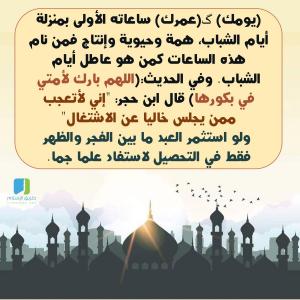 (يومك) كـ(عمرك) ساعاته الأولى بمنزلة
أيام الشباب، همة وحيوية وإنتاج فمن نام
هذه الساعات كمن هو عاطل أيام
الشباب. وفي الحديث:(اللهم بارك لأمتي
في بكورها) قال ابن حجر: "إني لأتعجب
ممن يجلس خاليا عن الاشتغال"
ولو استثمر العبد ما بين الفجر والظهر
فقط في التحصيل لاستفاد علما جما.
طريق الإسلام